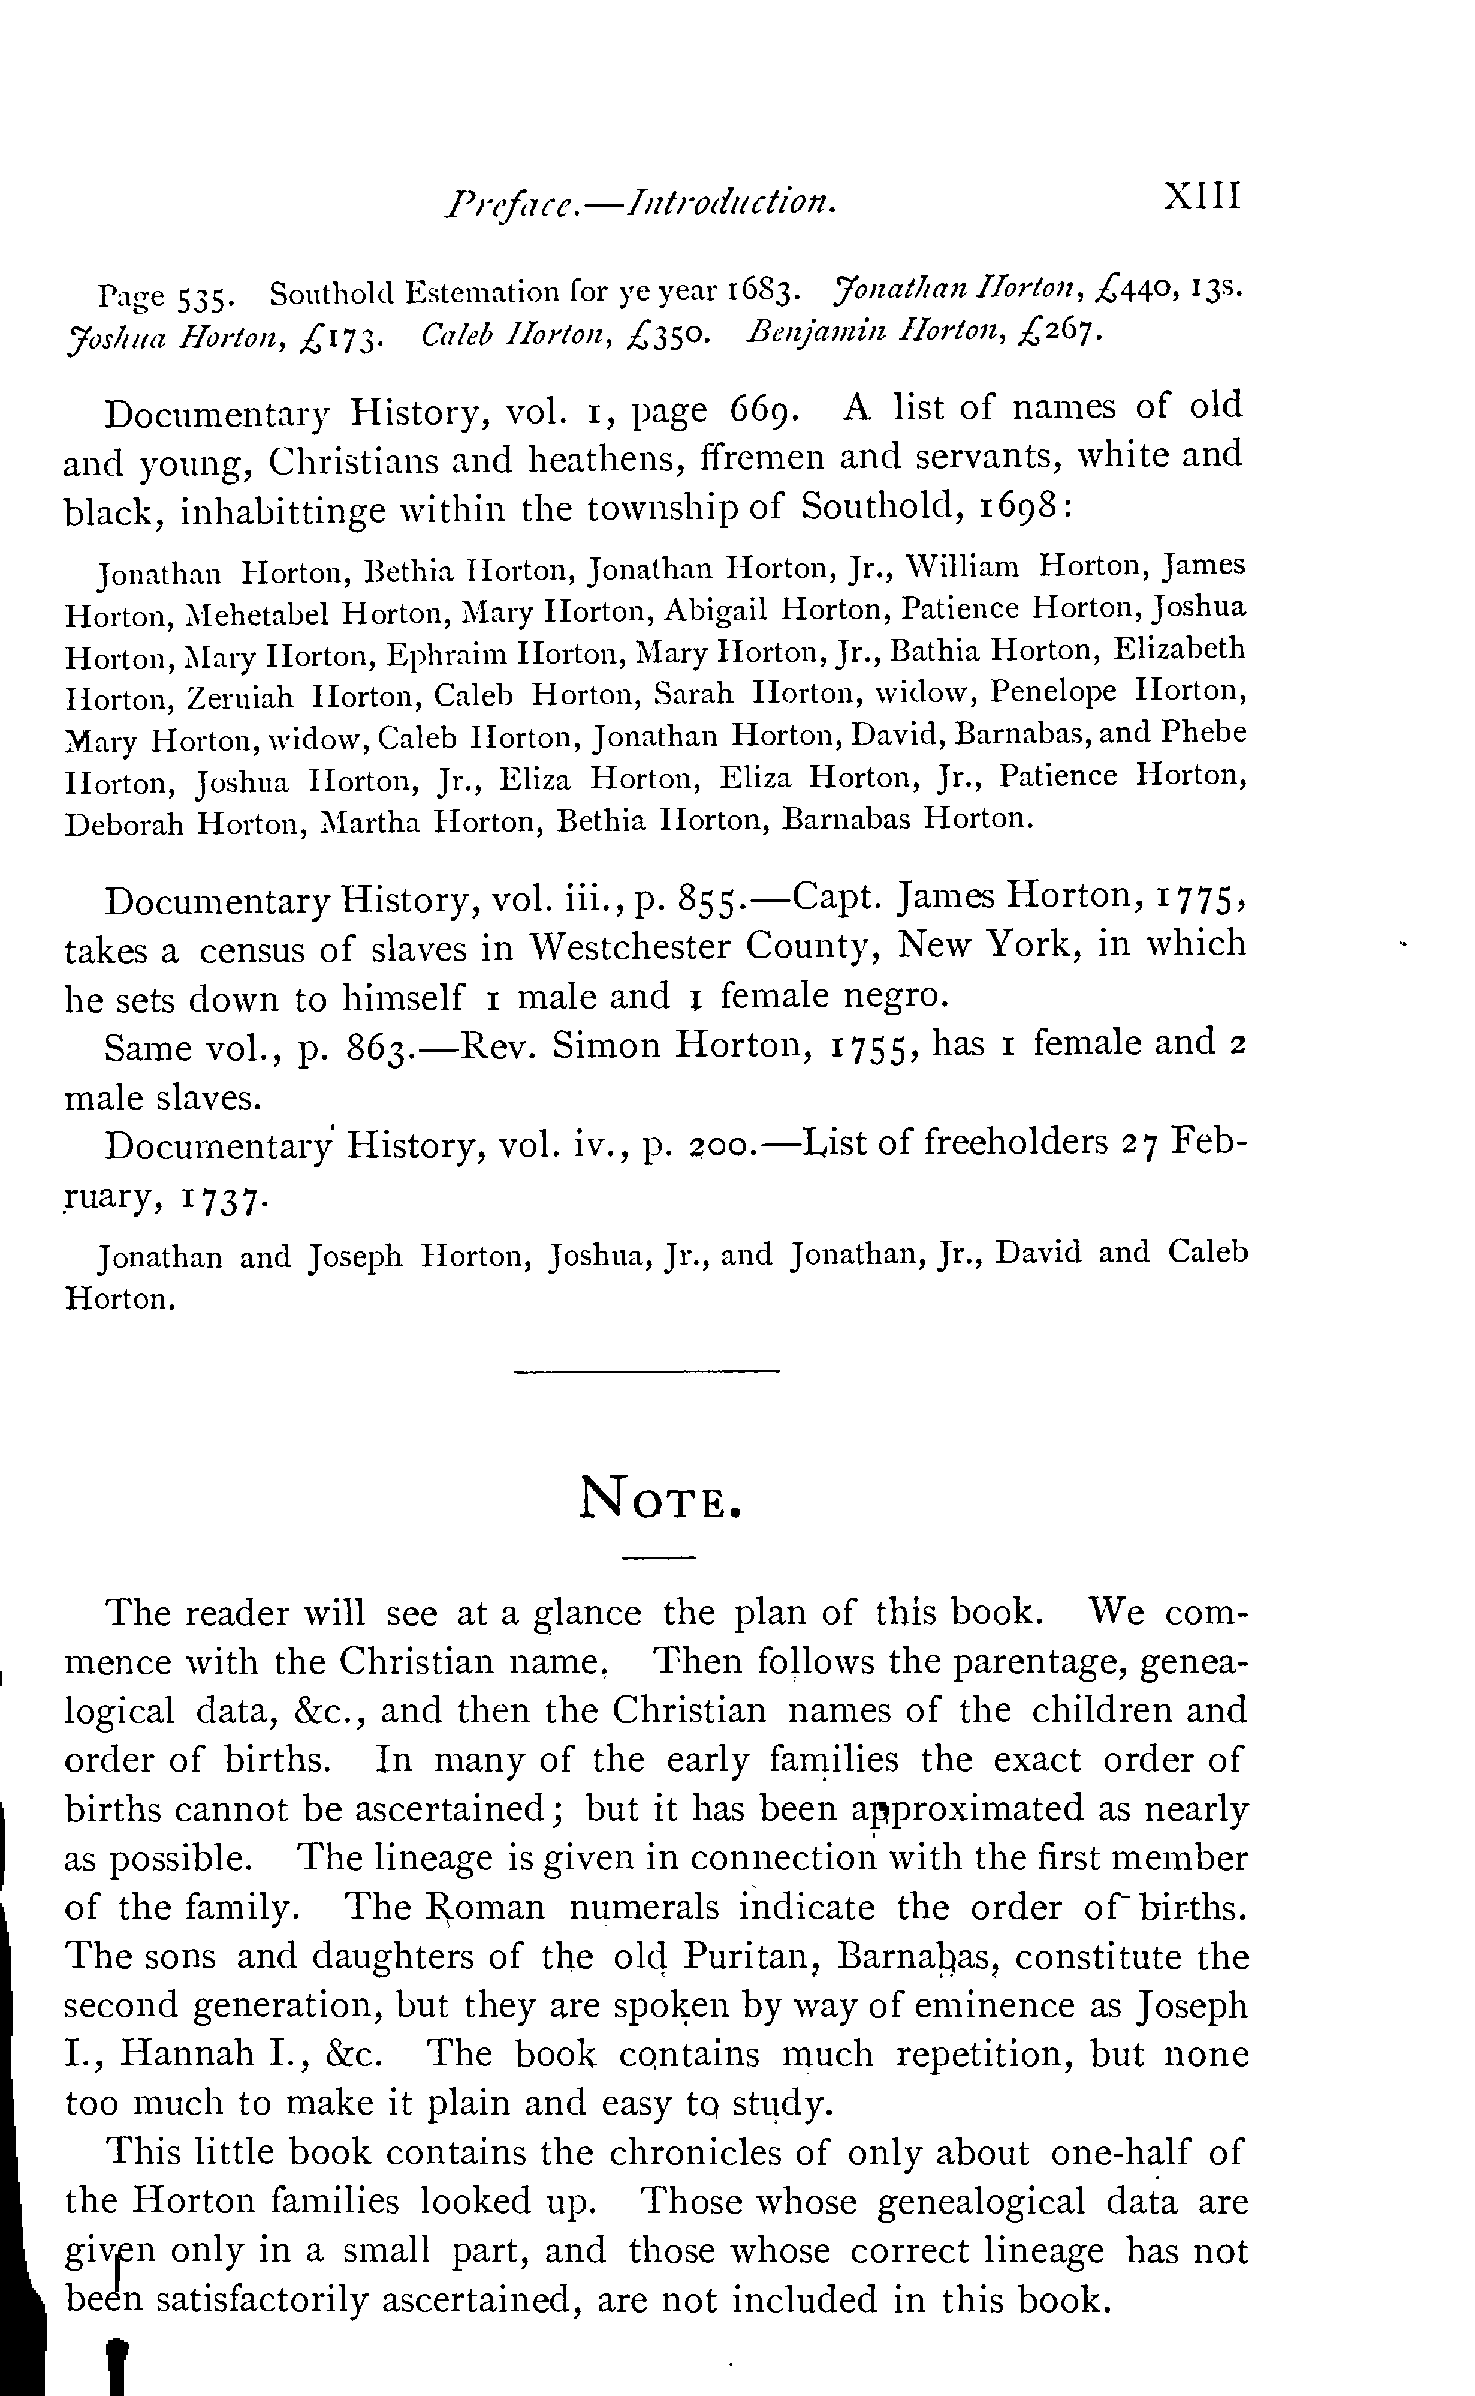 Preface.—Introduction. XIII
Page 535. Southold Estemation for ye year 1683. Jonathan Horton, £440, 13s.
Joshua Horton, £173. Caleb Horton, £350. Benjamin Horton, £267.
Documentary History, vol. 1, page 669. A list of names of old
and young, Christians and heathens, ffremen and servants, white and
black, inhabittinge within the township of Southold, 1698:
Jonathan Horton, Bethia Horton, Jonathan Horton, Jr., William Horton, James
Horton, Mehetabel Horton, Mary Horton, Abigail Horton, Patience Horton, Joshua
Horton, Mary Horton, Ephraim Horton, Mary Horton, Jr., Bathia Horton, Elizabeth
Horton, Zeruiah Horton, Caleb Horton, Sarah Horton, widow, Penelope Horton,
Mary Horton, widow, Caleb Horton, Jonathan Horton, David, Barnabas, and Phebe
Horton, Joshua Horton, Jr., Eliza Horton, Eliza Horton, Jr., Patience Horton,
Deborah Horton, Martha Horton, Bethia Horton, Barnabas Horton.
Documentary History, vol. iii., p. 855.—Capt. James Horton, 1775,
takes a census of slaves in Westchester County, New York, in which
he sets down to himself 1 male and 1 female negro.
Same vol., p. 863.—Rev. Simon Horton, 1755, has 1 female and 2
male slaves.
Documentary History, vol. iv., p. 200.—List of freeholders 27 Feb-
ruary, 1737.
Jonathan and Joseph Horton, Joshua, Jr., and Jonathan, Jr., David and Caleb
Horton.
NOTE.
The reader will see at a glance the plan of this book. We com-
mence with the Christian name. Then follows the parentage, genea-
logical data, &c., and then the Christian names of the children and
order of births. In many of the early families the exact order of
births cannot be ascertained; but it has been approximated as nearly
as possible. The lineage is given in connection with the first member
of the family. The Roman numerals indicate the order of births.
The sons and daughters of the old Puritan, Barnabas, constitute the
second generation, but they are spoken by way of eminence as Joseph
I., Hannah I., &c. The book contains much repetition, but none
too much to make it plain and easy to study.
This little book contains the chronicles of only about one-half of
the Horton families looked up. Those whose genealogical data are
given only in a small part, and those whose correct lineage has not
been satisfactorily ascertained, are not included in this book.